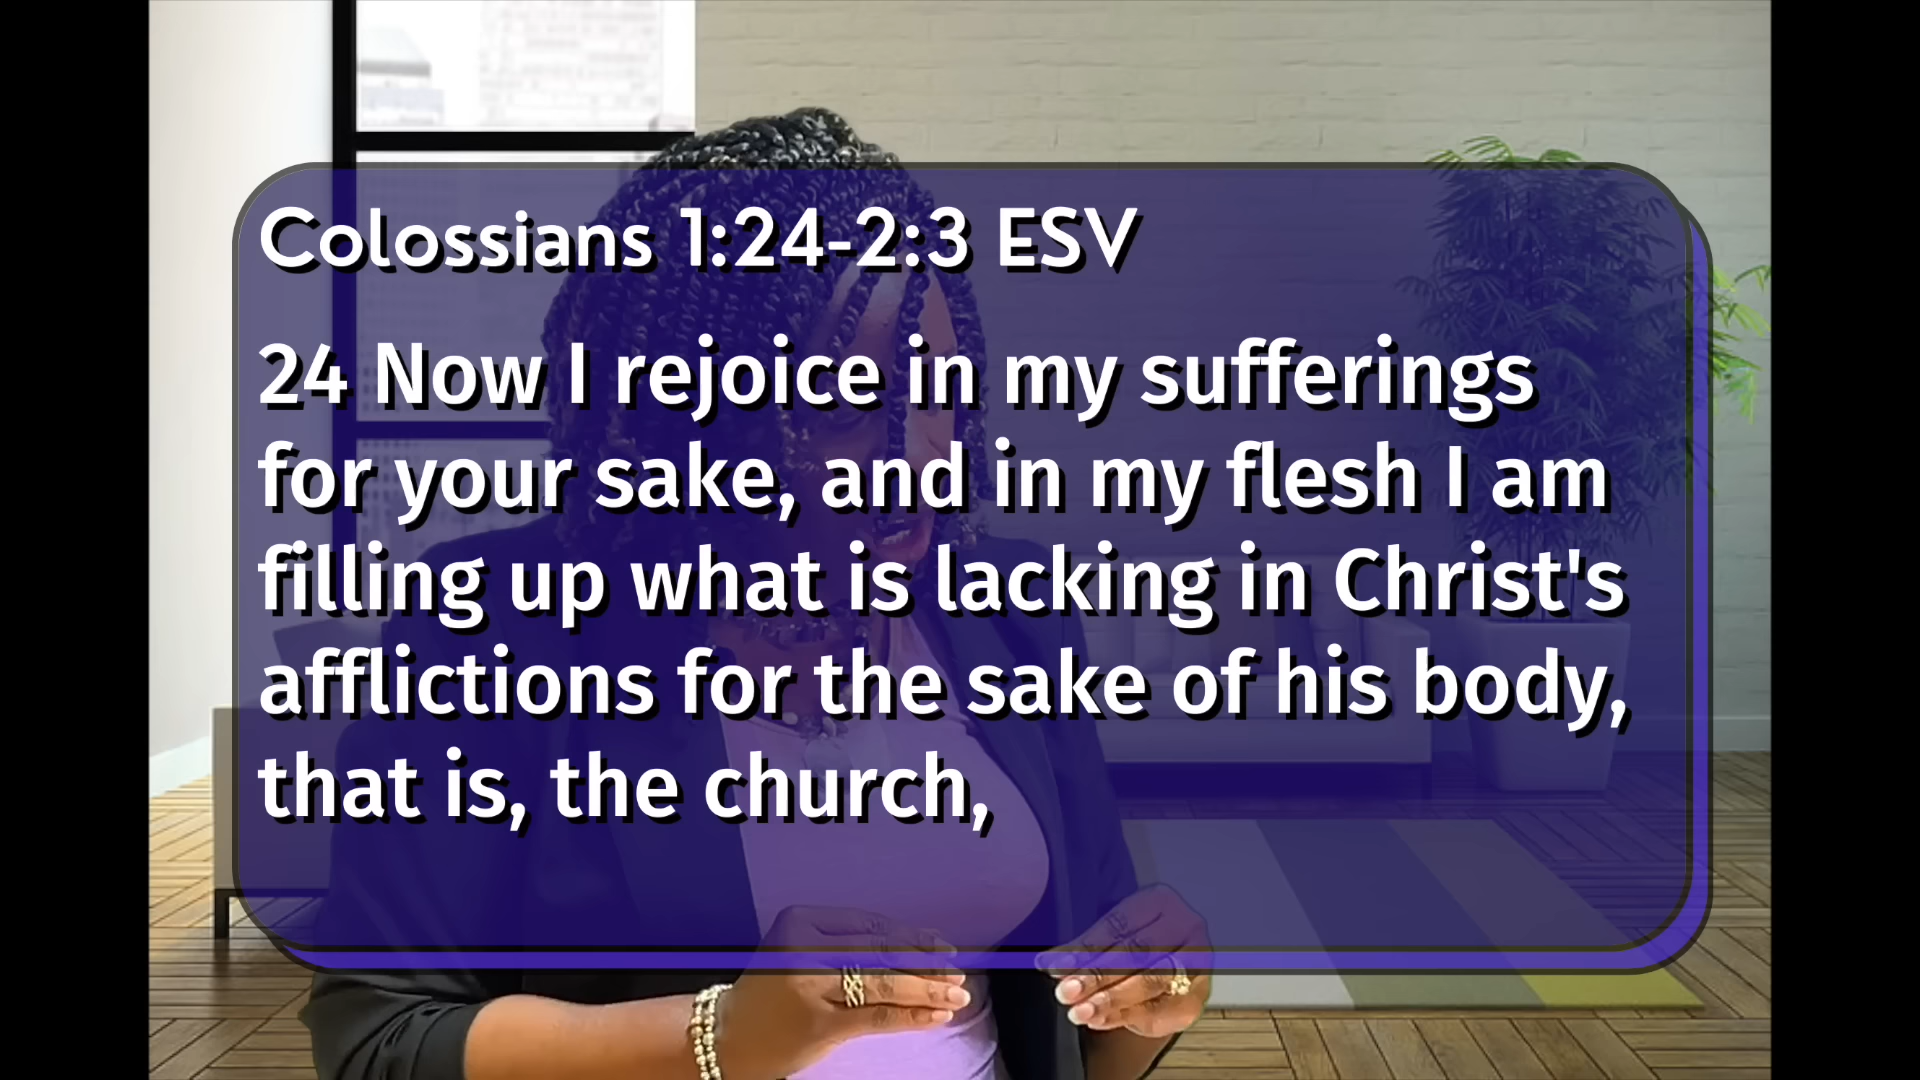 Colossians 1:24-2:3 ESV
24 Now I rejoice in my sufferings
for your sake, and in my flesh I am
filling up what is lacking in Christ's
afflictions for the sake of his body,
that is, the church,